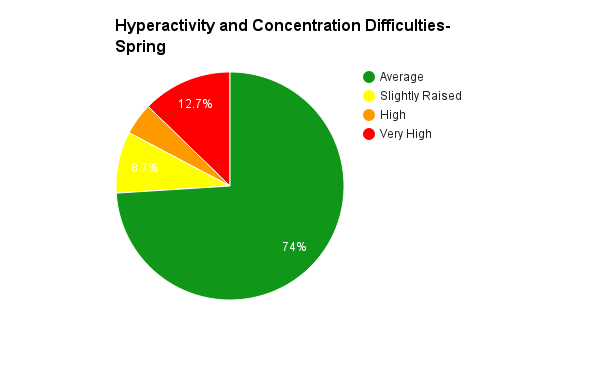 Hyperactivity and Concentration Difficulties-
Spring
Average
Slightly Raised
High
Very High
12.7%
8.7%
74%